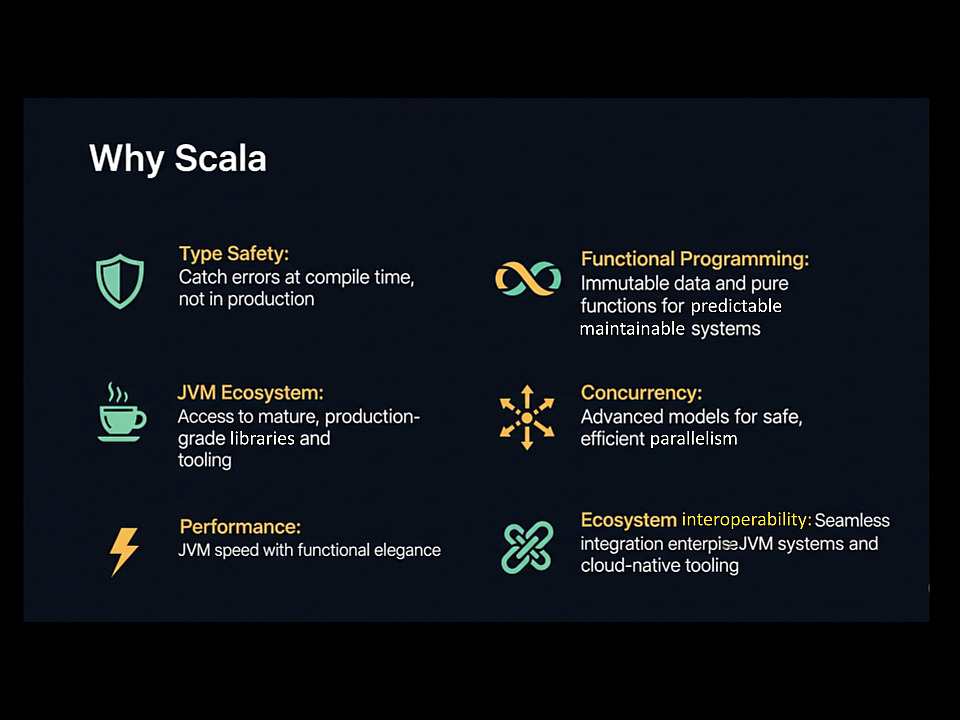 Why Scala
Type Safety:
Catch errors at compile time,
not in production
Functional Programming:
Immutable data and pure
functions for predictable
maintainable systems
JVM Ecosystem:
Access to mature, production-
grade libraries and
tooling
Concurrency:
Advanced models for safe,
efficient parallelism
Performance:
JVM speed with functional elegance
Ecosystem interoperability: Seamless
integration enterpise JVM systems and
cloud-native tooling